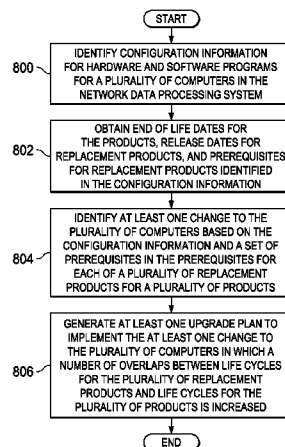 START
800
IDENTIFY CONFIGURATION INFORMATION
FOR HARDWARE AND SOFTWARE PROGRAMS
FOR A PLURALITY OF COMPUTERS IN THE
NETWORK DATA PROCESSING SYSTEM
802
OBTAIN END OF LIFE DATES FOR
THE PRODUCTS, RELEASE DATES FOR
REPLACEMENT PRODUCTS, AND PREREQUISITES
FOR REPLACEMENT PRODUCTS IDENTIFIED
IN THE CONFIGURATION INFORMATION
804
IDENTIFY AT LEAST ONE CHANGE TO THE
PLURALITY OF COMPUTERS BASED ON THE
CONFIGURATION INFORMATION AND A SET OF
PREREQUISITES IN THE PREREQUISITES FOR
EACH OF A PLURALITY OF REPLACEMENT
PRODUCTS FOR A PLURALITY OF PRODUCTS
806
GENERATE AT LEAST ONE UPGRADE PLAN TO
IMPLEMENT THE AT LEAST ONE CHANGE TO
THE PLURALITY OF COMPUTERS IN WHICH A
NUMBER OF OVERLAPS BETWEEN LIFE CYCLES
FOR THE PLURALITY OF REPLACEMENT
PRODUCTS AND LIFE CYCLES FOR THE
PLURALITY OF PRODUCTS IS INCREASED
END